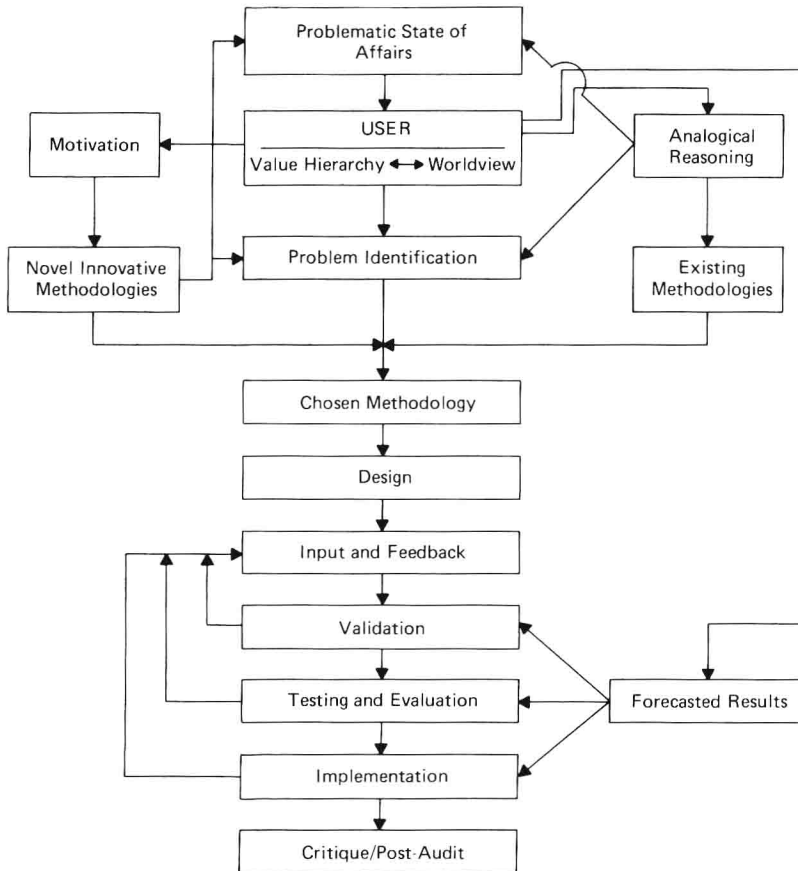 Problematic State of
Affairs
USER
Value Hierarchy ↔ Worldview
Motivation
Analogical
Reasoning
Novel Innovative
Methodologies
Problem Identification
Existing
Methodologies
Chosen Methodology
Design
Input and Feedback
Validation
Testing and Evaluation
Forecasted Results
Implementation
Critique/Post-Audit